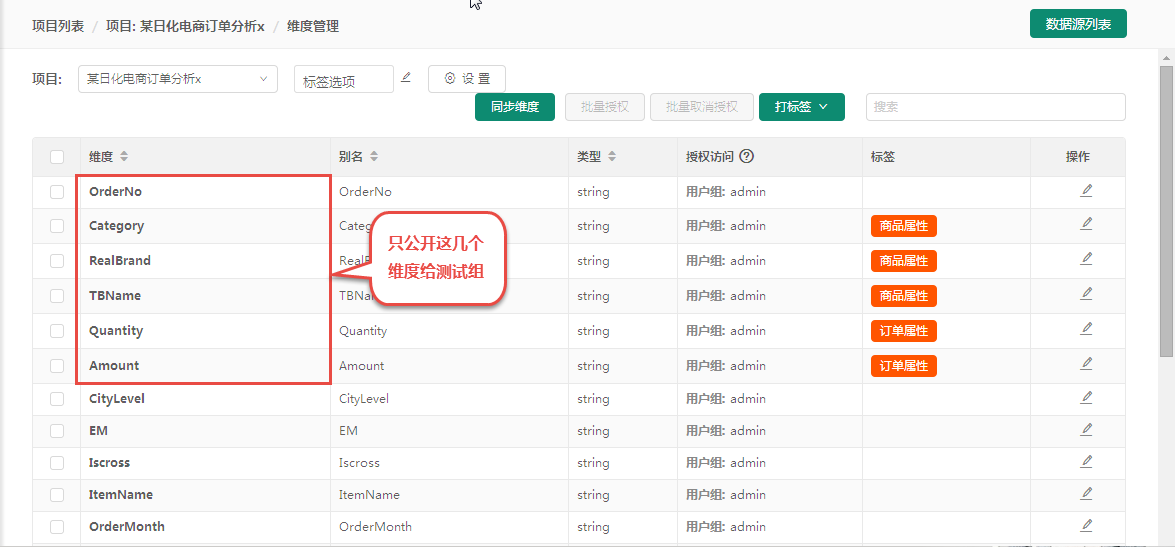 项目列表 / 项目: 某日化电商订单分析x / 维度管理
数据源列表
项目: 某日化电商订单分析x 标签选项 设 置
同步维度 批量授权 批量取消授权 打标签 搜索
维度 别名 类型 授权访问 标签 操作
OrderNo OrderNo string 用户组: admin
Category Categ string 用户组: admin 商品属性
RealBrand RealB string 用户组: admin 商品属性
TBName TBNa string 用户组: admin 商品属性
Quantity Quantity string 用户组: admin 订单属性
Amount Amount string 用户组: admin 订单属性
只公开这几个
维度给测试组
CityLevel CityLevel string 用户组: admin
EM EM string 用户组: admin
Iscross Iscross string 用户组: admin
ItemName ItemName string 用户组: admin
OrderMonth OrderMonth string 用户组: admin